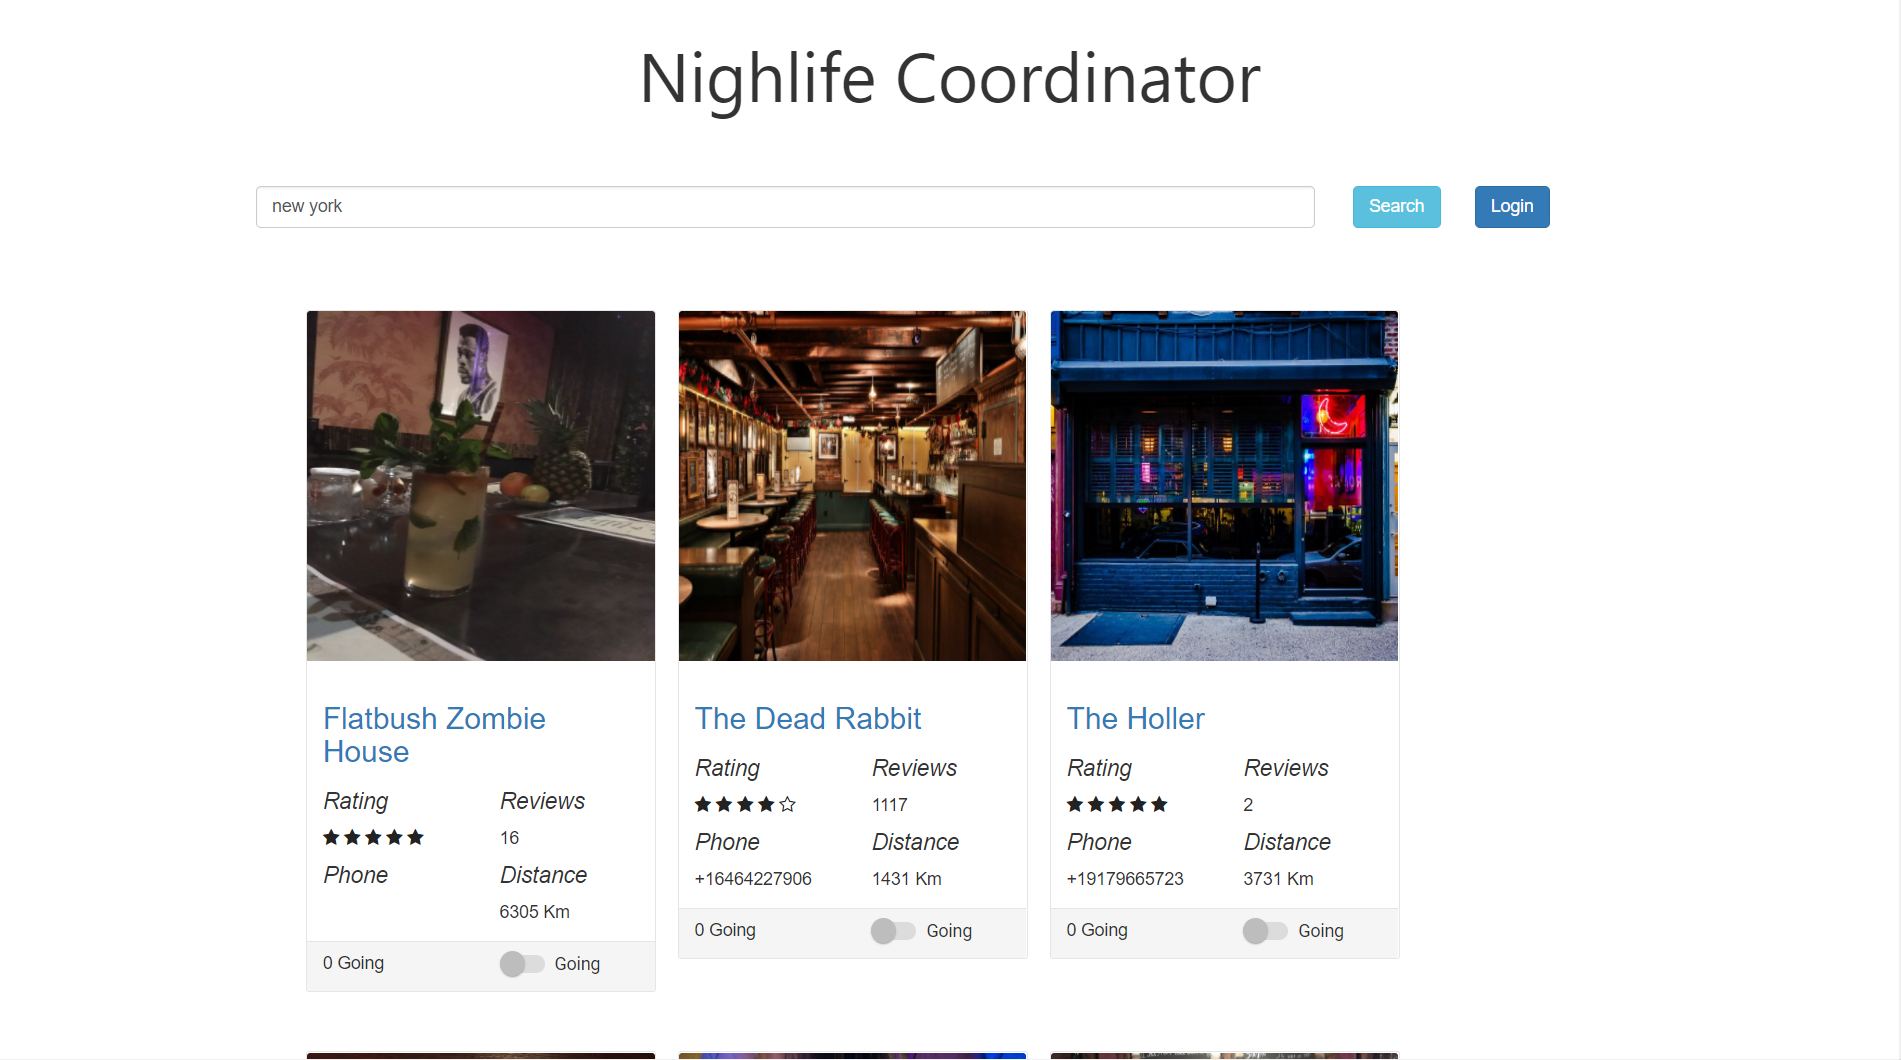 Nighlife Coordinator
new york
Search
Login
Flatbush Zombie
House
Rating
Reviews
16
Phone
Distance
6305 Km
0 Going
Going
The Dead Rabbit
Rating
Reviews
1117
Phone
Distance
+16464227906
1431 Km
0 Going
Going
The Holler
Rating
Reviews
2
Phone
Distance
+19179665723
3731 Km
0 Going
Going